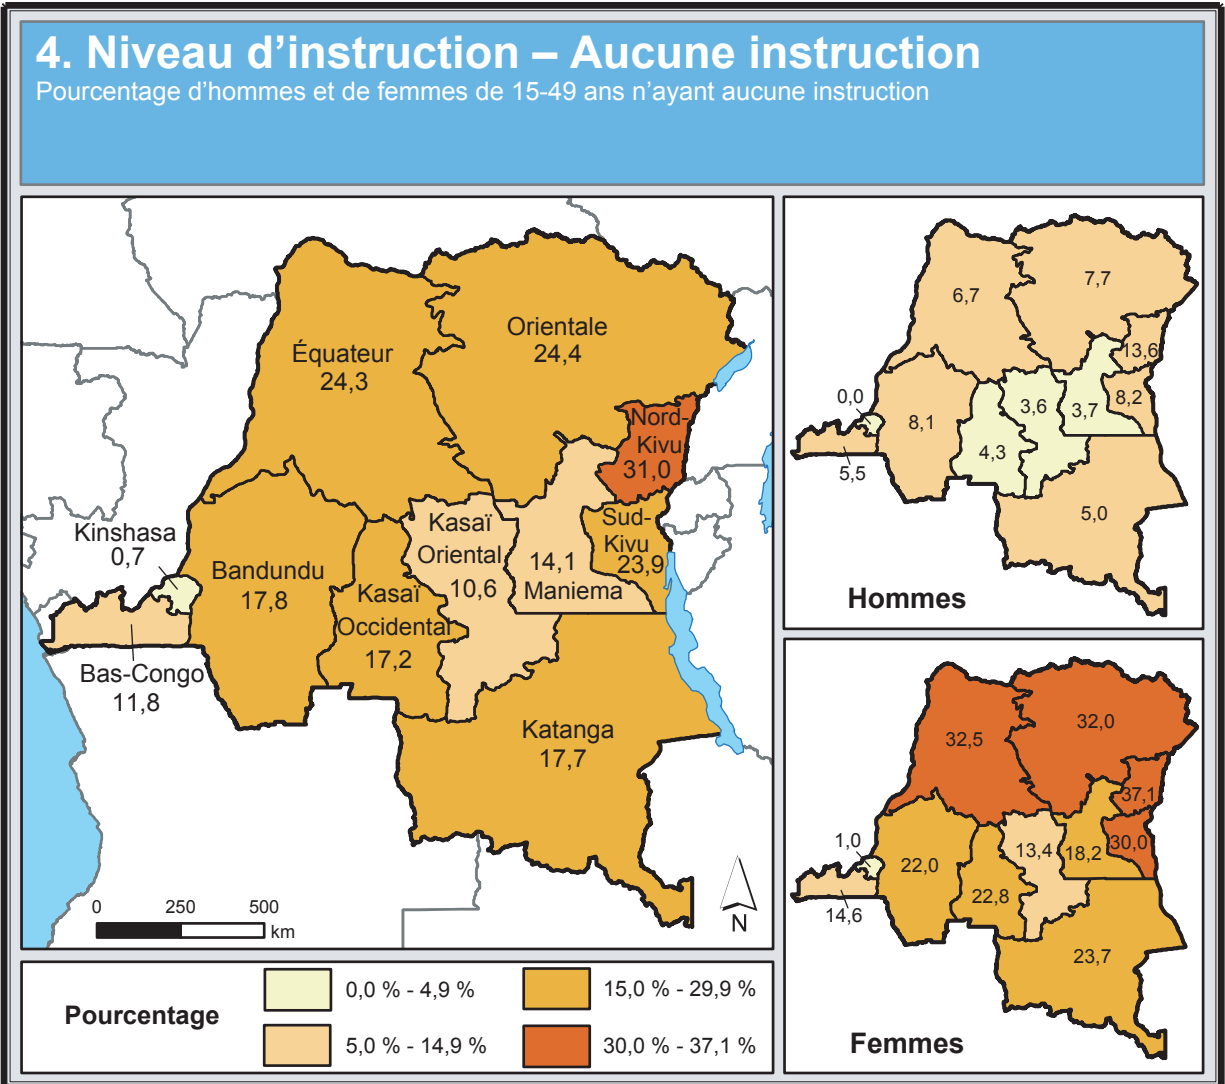 4. Niveau d’instruction – Aucune instruction
Pourcentage d’hommes et de femmes de 15-49 ans n’ayant aucune instruction
Équateur
24,3
Orientale
24,4
Nord-
Kivu
31,0
Kinshasa
0,7
Bandundu
17,8
Kasaï
Oriental
10,6
14,1
Maniema
Sud-
Kivu
23,9
Kasaï
Occidental
17,2
Bas-Congo
11,8
Katanga
17,7
0 250 500
km
N
6,7
7,7
13,6
0,0
8,1
3,6
3,7
8,2
4,3
5,5
5,0
Hommes
32,5
32,0
37,1
1,0
22,0
13,4
18,2
30,0
22,8
14,6
23,7
Femmes
Pourcentage
0,0 % - 4,9 %
5,0 % - 14,9 %
15,0 % - 29,9 %
30,0 % - 37,1 %